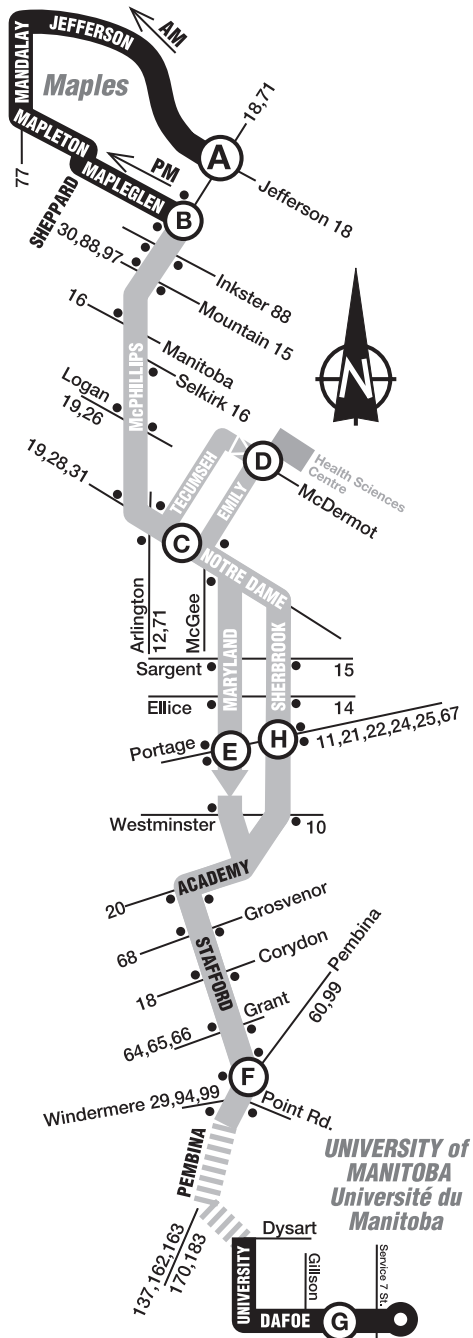 JEFFERSON
AM
MANDALAY
Maples
18,71
A
MAPLETON
PM
MAPLEGLEN
Jefferson 18
77
SHEPPARD
B
30,88,97
Inkster 88
Mountain 15
16
N
McPHILLIPS
Manitoba
Selkirk 16
Logan
19,26
TECUMSEH
D
Health Sciences
Centre
19,28,31
EMILY
McDermot
C
NOTRE DAME
Arlington
12,71
McGee
MARYLAND
SHERBROOK
Sargent
15
Ellice
14
Portage
E
H
11,21,22,24,25,67
Westminster
10
ACADEMY
20
Grosvenor
68
STAFFORD
Corydon
Pembina
60,99
18
Grant
64,65,66
F
Windermere 29,94,99
Point Rd.
PEMBINA
UNIVERSITY of
MANITOBA
Université du
Manitoba
137,162,163
170,183
Dysart
UNIVERSITY
Gillson
Service 7 St.
DAFOE
G